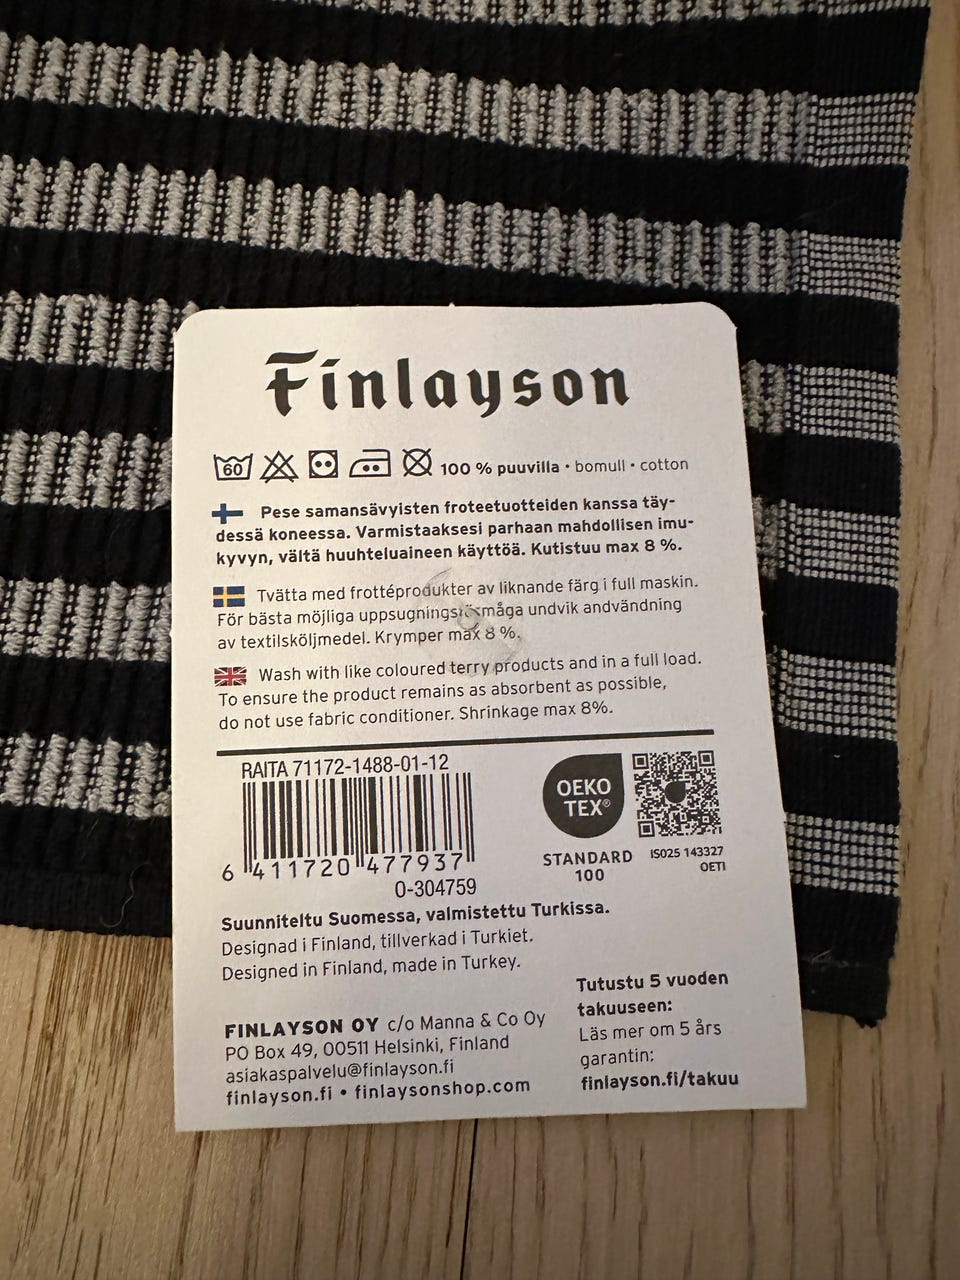 Finlayson
60 100 % puuvilla • bomull • cotton
Pese samansävyisten froteetuotteiden kanssa täy-
dessä koneessa. Varmistaaksesi parhaan mahdollisen imu-
kyvyn, vältä huuhteluaineen käyttöä. Kutistuu max 8 %.
Tvätta med frottéprodukter av liknande färg i full maskin.
För bästa möjliga uppsugningsförmåga undvik andvändning
av textilsköljmedel. Krymper max 8 %.
Wash with like coloured terry products and in a full load.
To ensure the product remains as absorbent as possible,
do not use fabric conditioner. Shrinkage max 8%.
RAITA 71172-1488-01-12
6 411720 477937
0-304759
OEKO
TEX®
STANDARD
100
IS025 143327
OETI
Suunniteltu Suomessa, valmistettu Turkissa.
Designad i Finland, tillverkad i Turkiet.
Designed in Finland, made in Turkey.
FINLAYSON OY c/o Manna & Co Oy
PO Box 49, 00511 Helsinki, Finland
asiakaspalvelu@finlayson.fi
finlayson.fi • finlaysonshop.com
Tutustu 5 vuoden
takuuseen:
Läs mer om 5 års
garantin:
finlayson.fi/takuu